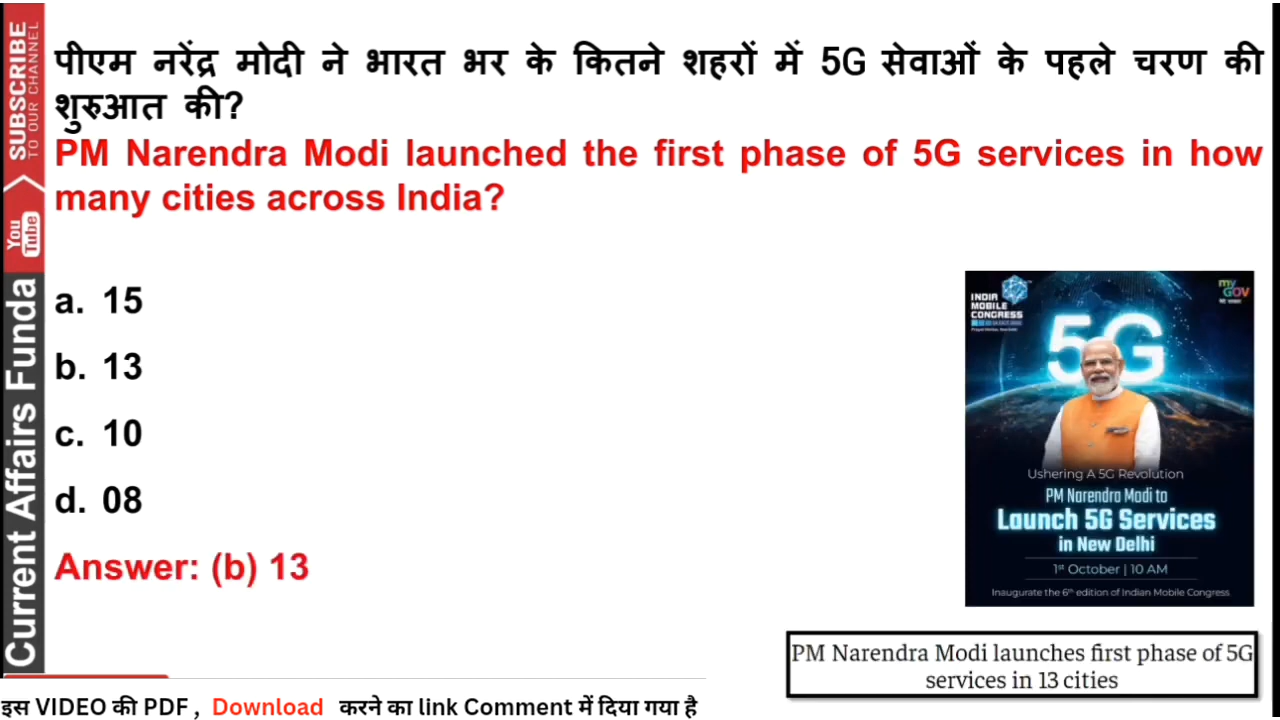 SUBSCRIBE
TO OUR CHANNEL
You
Tube
Current Affairs Funda
पीएम नरेंद्र मोदी ने भारत भर के कितने शहरों में 5G सेवाओं के पहले चरण की
शुरुआत की?
PM Narendra Modi launched the first phase of 5G services in how
many cities across India?
a. 15
b. 13
c. 10
d. 08
Answer: (b) 13
INDIA
MOBILE
CONGRESS
my
GOV
5G
Ushering A 5G Revolution
PM Narendra Modi to
Launch 5G Services
in New Delhi
1st October | 10 AM
Inaugurate the 6th edition of Indian Mobile Congress
PM Narendra Modi launches first phase of 5G
services in 13 cities
इस VIDEO की PDF , Download करने का link Comment में दिया गया है